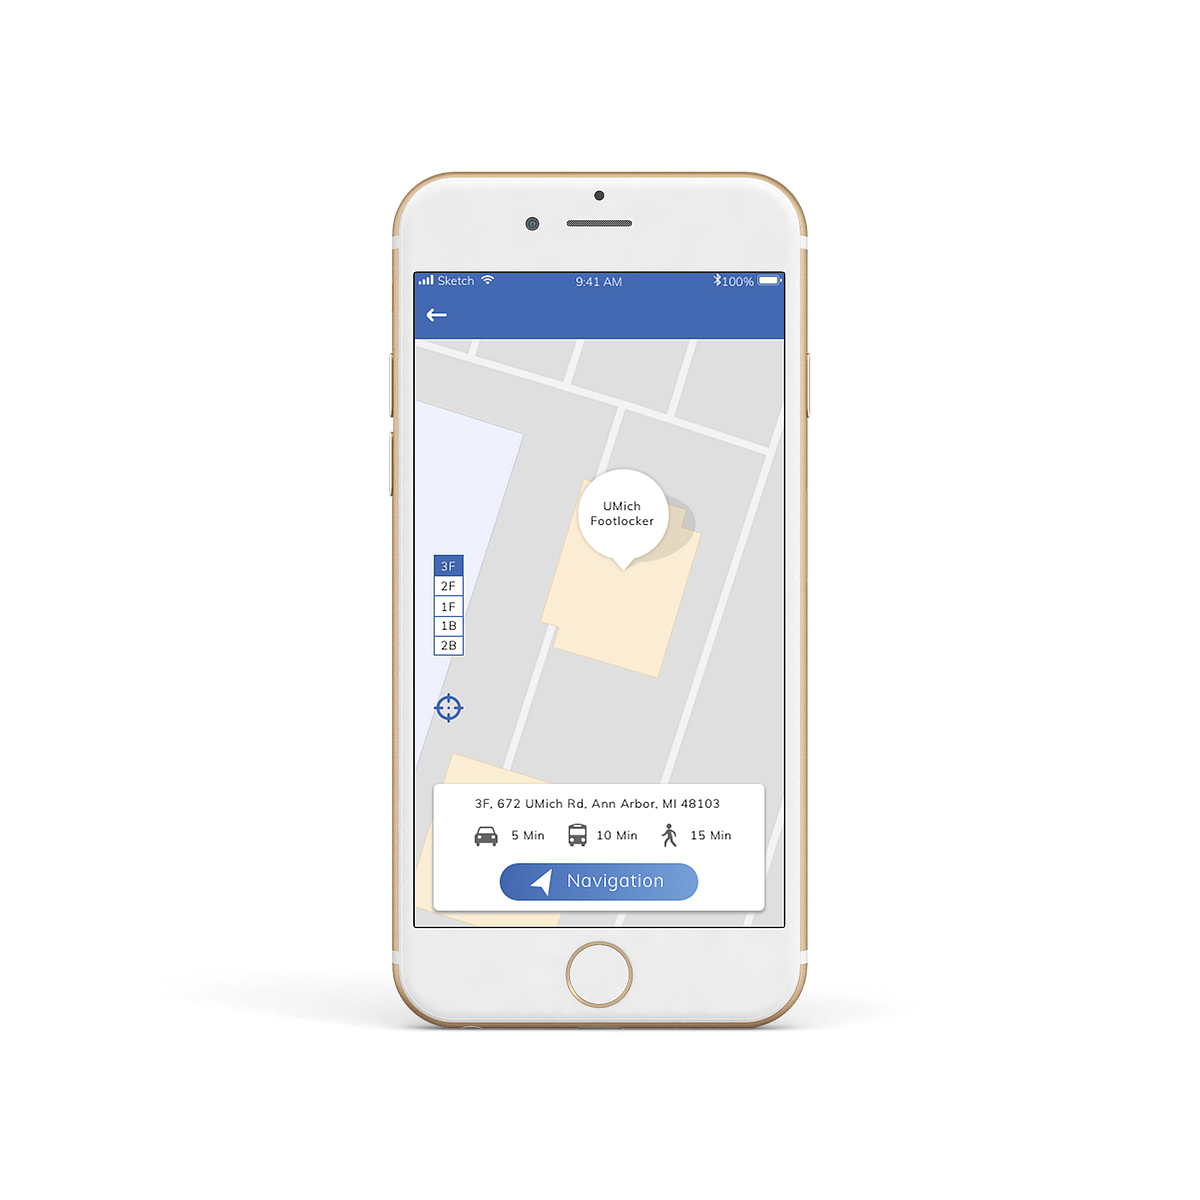 Sketch 9:41 AM 100%
UMich
Footlocker
3F
2F
1F
1B
2B
3F, 672 UMich Rd, Ann Arbor, MI 48103
5 Min 10 Min 15 Min
Navigation